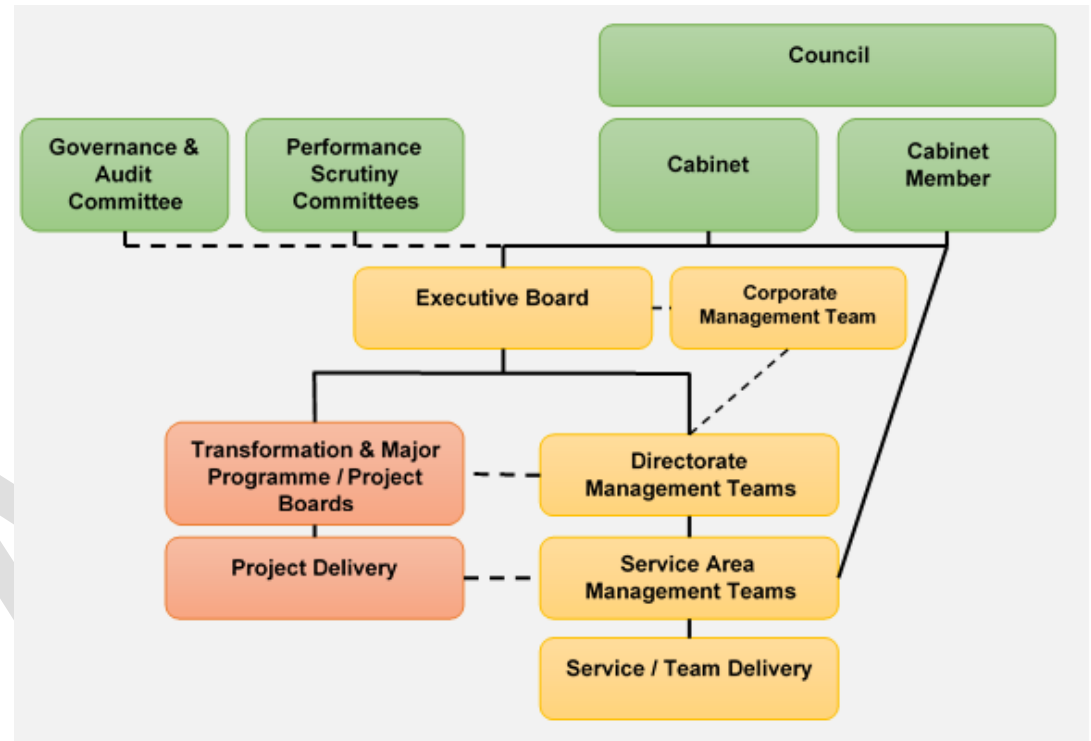 Council
Governance &
Audit
Committee
Performance
Scrutiny
Committees
Cabinet
Cabinet
Member
Executive Board
Corporate
Management Team
Transformation & Major
Programme / Project
Boards
Directorate
Management Teams
Project Delivery
Service Area
Management Teams
Service / Team Delivery